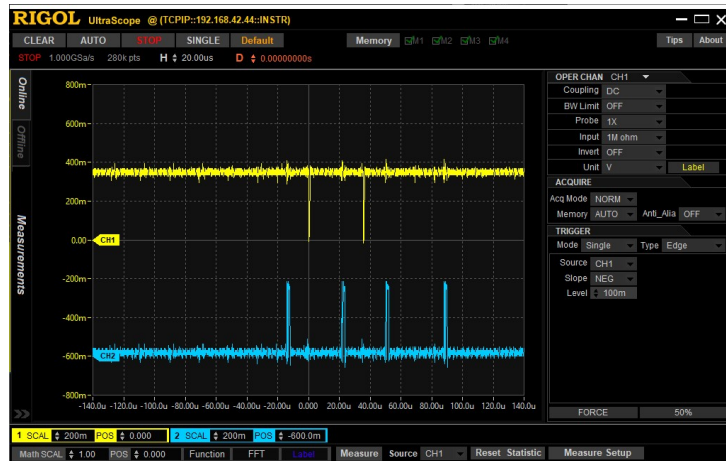 RIGOL UltraScope @ (TCPIP::192.168.42.44::INSTR)
CLEAR AUTO STOP SINGLE Default Memory M1 M2 M3 M4 Tips About
STOP 1.000GSa/s 280k pts H 20.00us D 0.00000000s
Online
Offline
Measurements
800m
600m
400m
200m
0.00
-200m
-400m
-600m
-800m
CH1
CH2
-140.0u -120.0u -100.0u -80.00u -60.00u -40.00u -20.00u 0.000 20.00u 40.00u 60.00u 80.00u 100.0u 120.0u 140.0u
OPER CHAN CH1
Coupling DC
BW Limit OFF
Probe 1X
Input 1M ohm
Invert OFF
Unit V Label
ACQUIRE
Acq Mode NORM
Memory AUTO Anti_Alia OFF
TRIGGER
Mode Single Type Edge
Source CH1
Slope NEG
Level 100m
FORCE 50%
1 SCAL 200m POS 0.000 2 SCAL 200m POS -600.0m
Math SCAL 1.00 POS 0.000 Function FFT Label Measure Source CH1 Reset Statistic Measure Setup